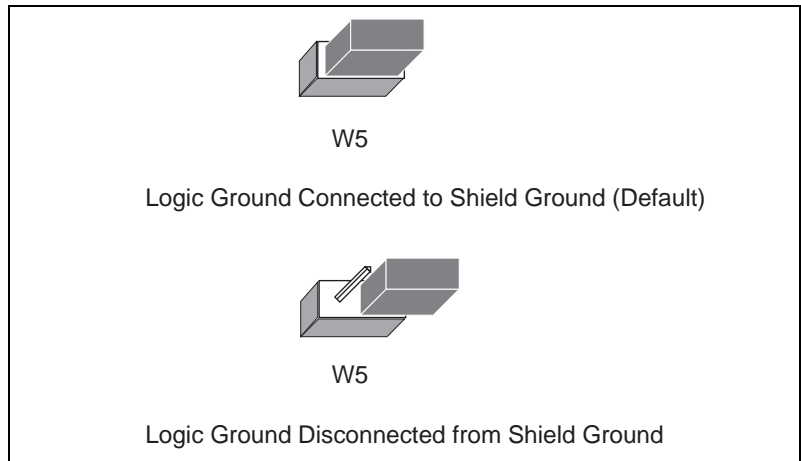 W5
Logic Ground Connected to Shield Ground (Default)
W5
Logic Ground Disconnected from Shield Ground